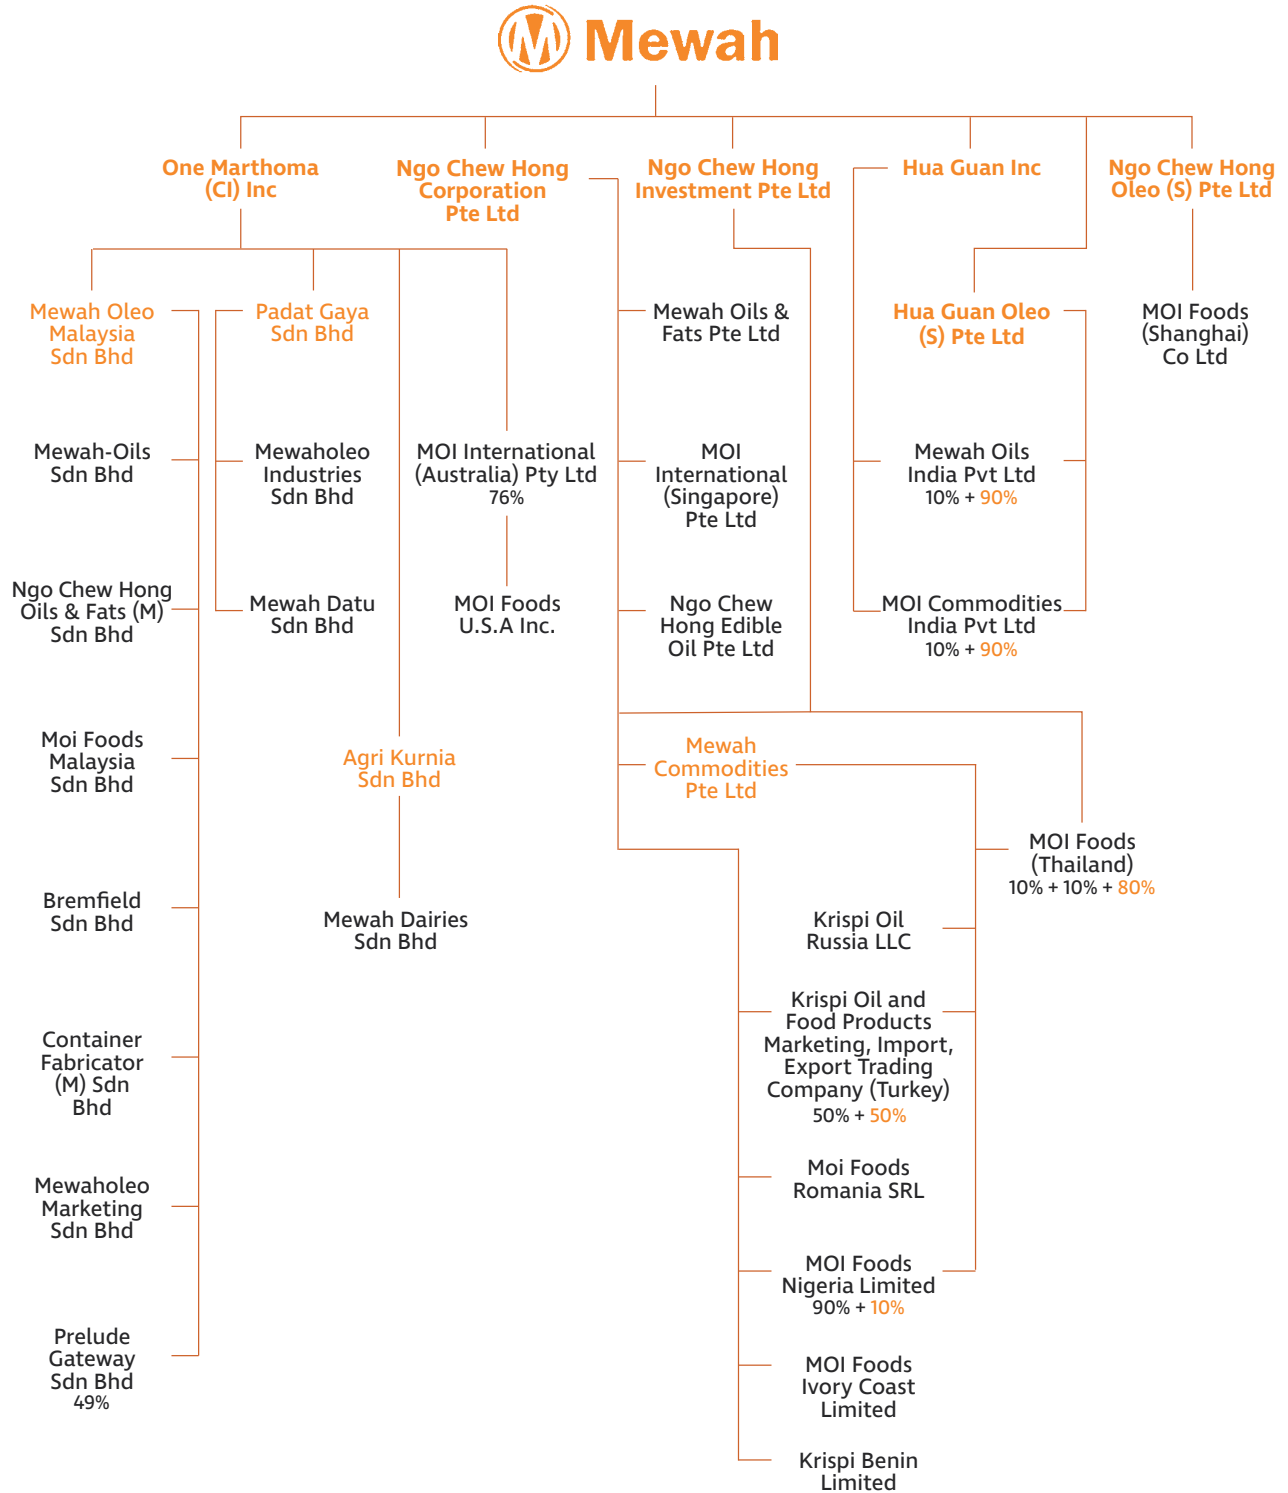 Mewah
One Marthoma
(CI) Inc
Ngo Chew Hong
Corporation
Pte Ltd
Ngo Chew Hong
Investment Pte Ltd
Hua Guan Inc
Ngo Chew Hong
Oleo (S) Pte Ltd
Mewah Oleo
Malaysia
Sdn Bhd
Padat Gaya
Sdn Bhd
Mewah Oils &
Fats Pte Ltd
Hua Guan Oleo
(S) Pte Ltd
MOI Foods
(Shanghai)
Co Ltd
Mewah-Oils
Sdn Bhd
Mewaholeo
Industries
Sdn Bhd
MOI International
(Australia) Pty Ltd
76%
MOI
International
(Singapore)
Pte Ltd
Mewah Oils
India Pvt Ltd
10% + 90%
Ngo Chew Hong
Oils & Fats (M)
Sdn Bhd
Mewah Datu
Sdn Bhd
MOI Foods
U.S.A Inc.
Ngo Chew
Hong Edible
Oil Pte Ltd
MOI Commodities
India Pvt Ltd
10% + 90%
Moi Foods
Malaysia
Sdn Bhd
Agri Kurnia
Sdn Bhd
Mewah
Commodities
Pte Ltd
MOI Foods
(Thailand)
10% + 10% + 80%
Bremfield
Sdn Bhd
Mewah Dairies
Sdn Bhd
Krispi Oil
Russia LLC
Krispi Oil and
Food Products
Marketing, Import,
Export Trading
Company (Turkey)
50% + 50%
Container
Fabricator
(M) Sdn
Bhd
Moi Foods
Romania SRL
Mewaholeo
Marketing
Sdn Bhd
MOI Foods
Nigeria Limited
90% + 10%
Prelude
Gateway
Sdn Bhd
49%
MOI Foods
Ivory Coast
Limited
Krispi Benin
Limited